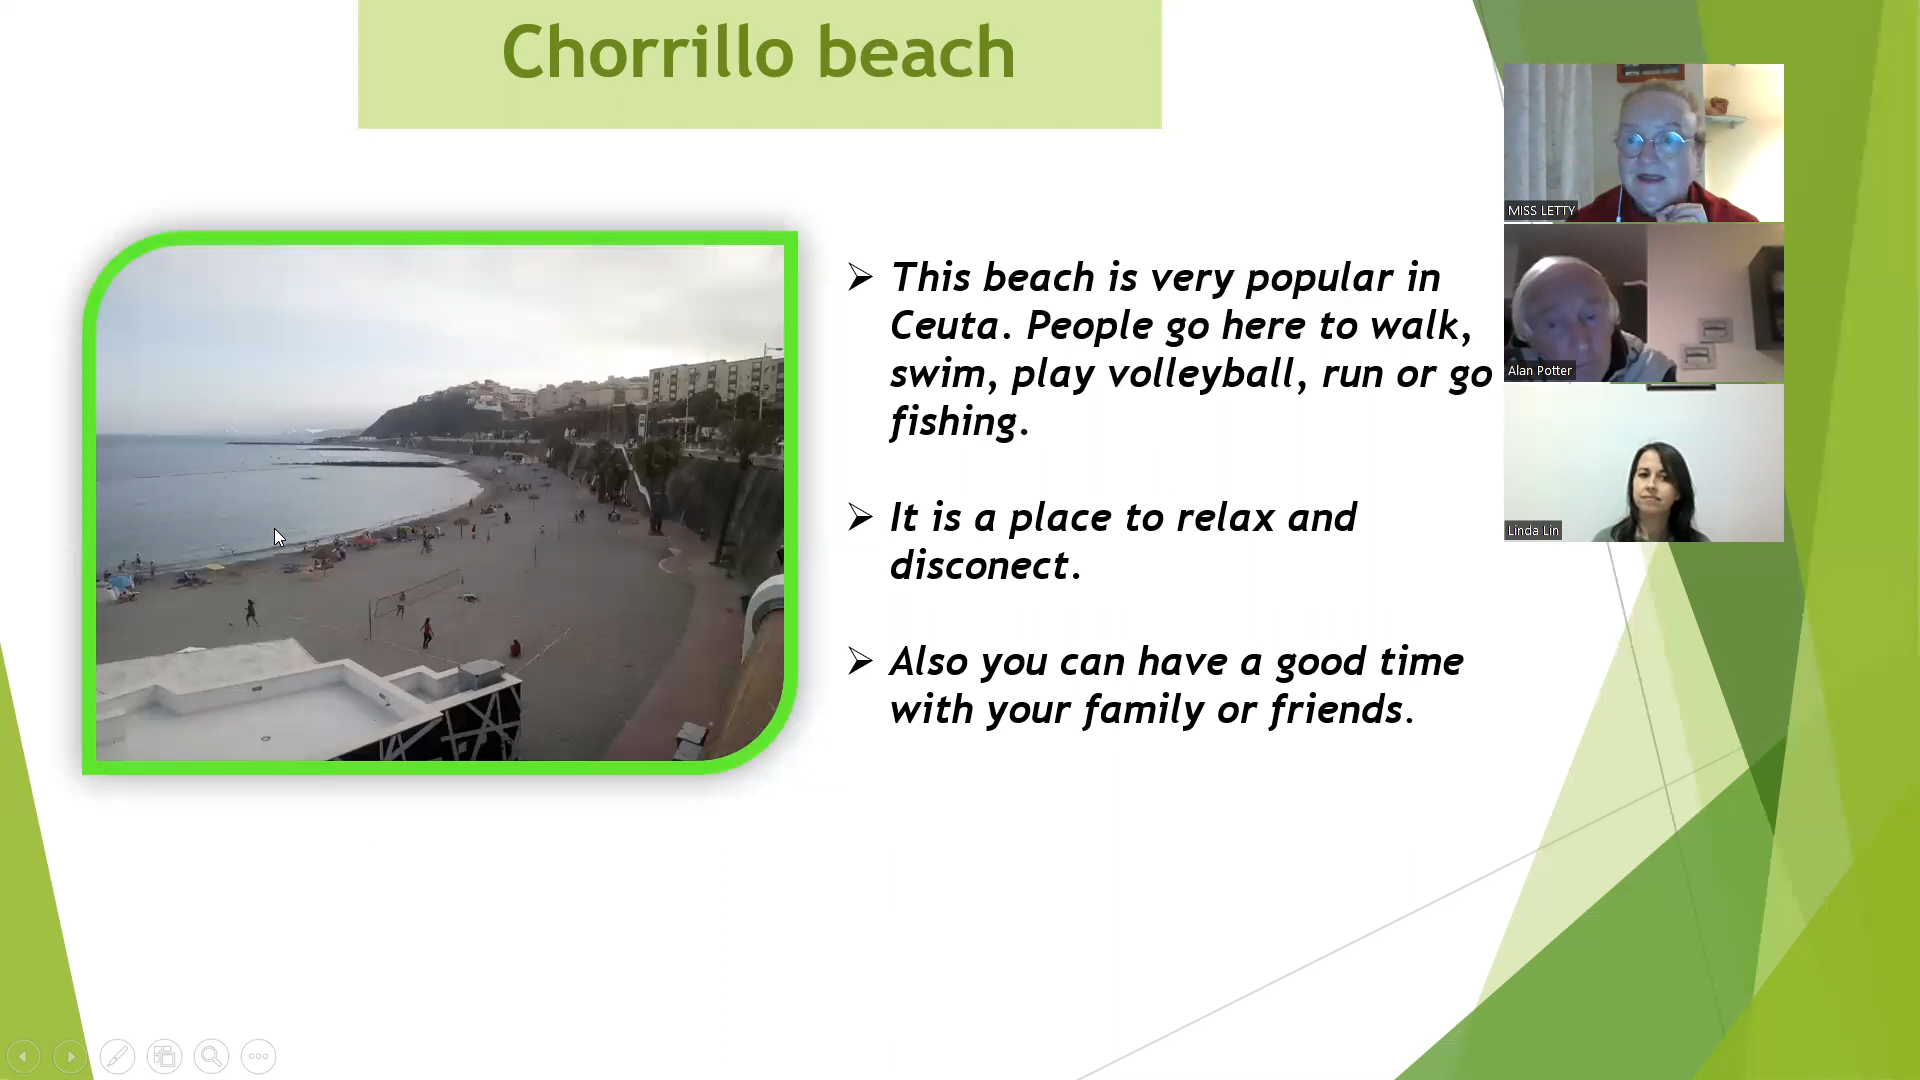 Chorrillo beach
This beach is very popular in
Ceuta. People go here to walk,
swim, play volleyball, run or go
fishing.
It is a place to relax and
disconect.
Also you can have a good time
with your family or friends.
MISS LETTY
Alan Potter
Linda Lin